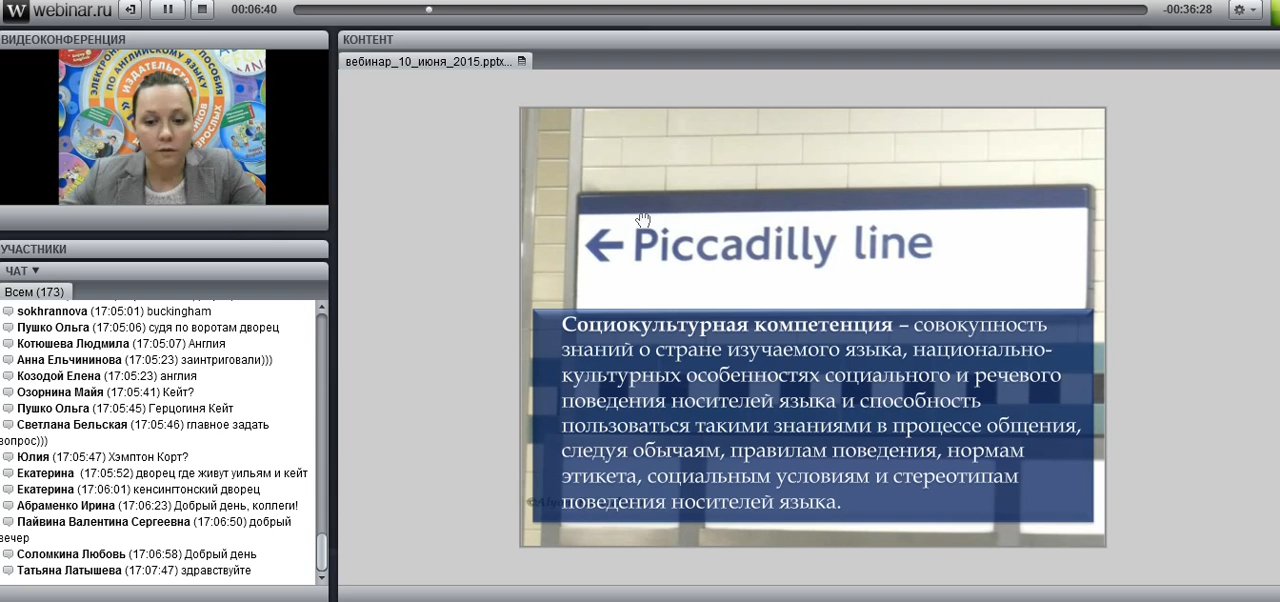 webinar.ru
00:06:40
-00:36:28
ВИДЕОКОНФЕРЕНЦИЯ
ЭЛЕКТРОННЫЕ ПОСОБИЯ
ПО АНГЛИЙСКОМУ ЯЗЫКУ
ИЗДАТЕЛЬСТВА
УЧАСТНИКИ
ЧАТ
Всем (173)
sokhrannova (17:05:01) buckingham
Пушко Ольга (17:05:06) судя по воротам дворец
Котюшева Людмила (17:05:07) Англия
Анна Ельчининова (17:05:23) заинтриговали)))
Козодой Елена (17:05:23) англия
Озорнина Майя (17:05:41) Кейт?
Пушко Ольга (17:05:45) Герцогиня Кейт
Светлана Бельская (17:05:46) главное задать
вопрос)))
Юлия (17:05:47) Хэмптон Корт?
Екатерина (17:05:52) дворец где живут уильям и кейт
Екатерина (17:06:01) кенсингтонский дворец
Абраменко Ирина (17:06:23) Добрый день, коллеги!
Пайвина Валентина Сергеевна (17:06:50) добрый
вечер
Соломкина Любовь (17:06:58) Добрый день
Татьяна Латышева (17:07:47) здравствуйте
КОНТЕНТ
вебинар_10_июня_2015.pptx...
Piccadilly line
Социокультурная компетенция – совокупность
знаний о стране изучаемого языка, национально-
культурных особенностях социального и речевого
поведения носителей языка и способность
пользоваться такими знаниями в процессе общения,
следуя обычаям, правилам поведения, нормам
этикета, социальным условиям и стереотипам
поведения носителей языка.